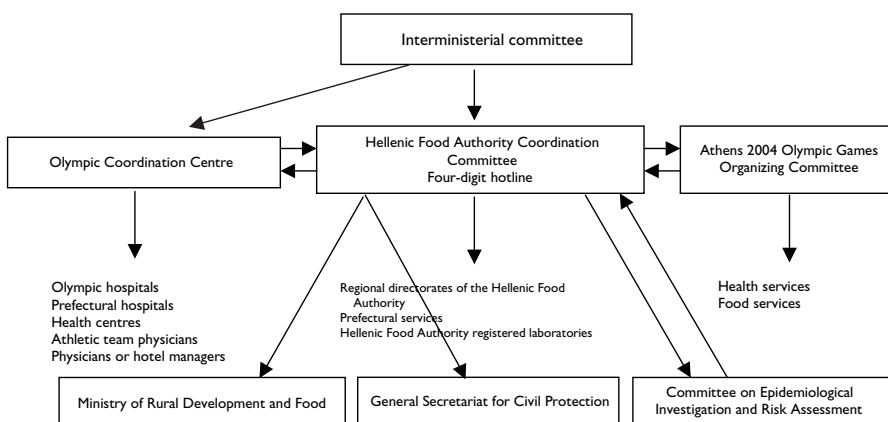 Interministerial committee
Olympic Coordination Centre
Hellenic Food Authority Coordination
Committee
Four-digit hotline
Athens 2004 Olympic Games
Organizing Committee
Olympic hospitals
Prefectural hospitals
Health centres
Athletic team physicians
Physicians or hotel managers
Regional directorates of the Hellenic Food
Authority
Prefectural services
Hellenic Food Authority registered laboratories
Health services
Food services
Ministry of Rural Development and Food
General Secretariat for Civil Protection
Committee on Epidemiological
Investigation and Risk Assessment